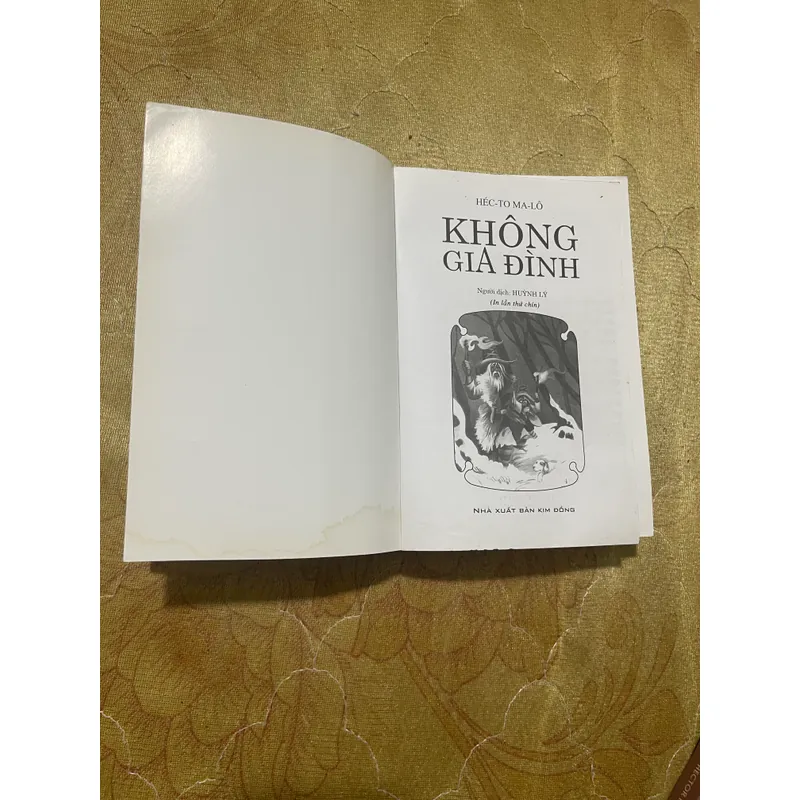 HÉC-TO MA-LÔ
KHÔNG
GIA ĐÌNH
Người dịch: HUỲNH LÝ
(In lần thứ chín)
NHÀ XUẤT BẢN KIM ĐỒNG
HECTOR